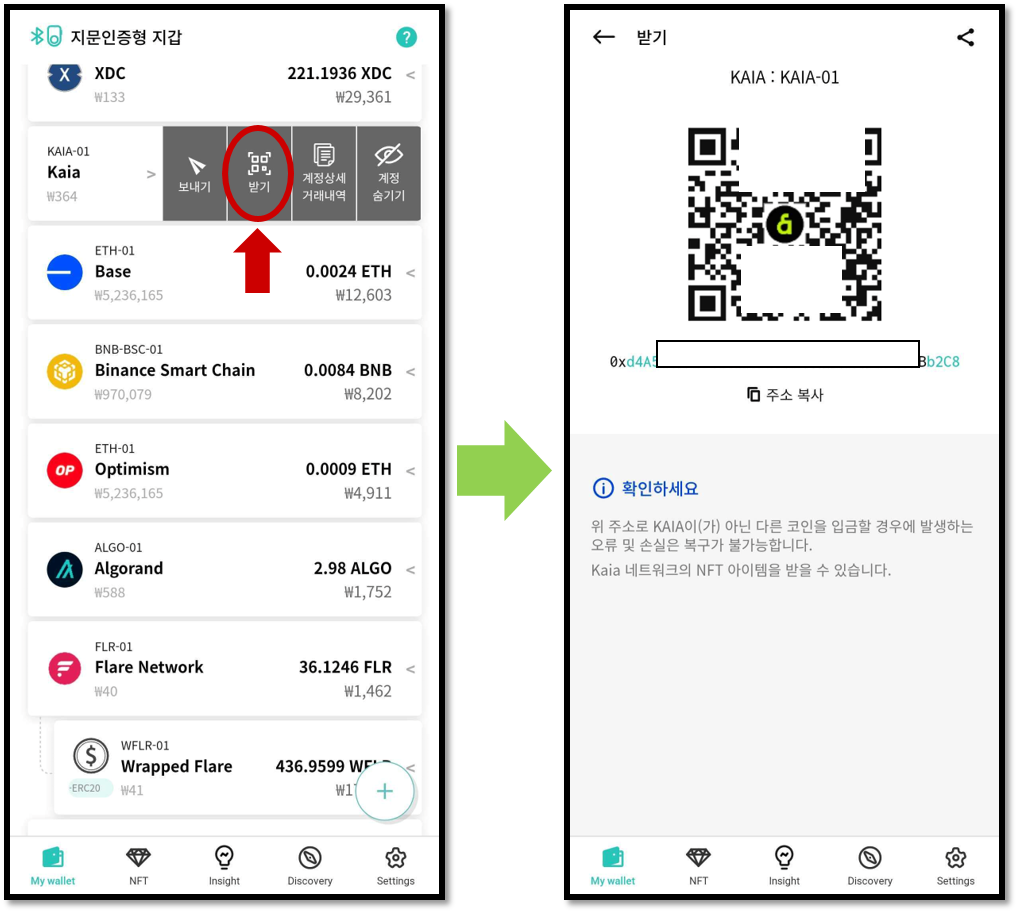 지문인증형 지갑
?
X
XDC
221.1936 XDC
<
₩133
₩29,361
KAIA-01
Kaia
₩364
>
보내기
받기
계정상세
거래내역
계정
숨기기
ETH-01
Base
0.0024 ETH
<
₩5,236,165
₩12,603
BNB-BSC-01
Binance Smart Chain
0.0084 BNB
<
₩970,079
₩8,202
ETH-01
OP
Optimism
0.0009 ETH
<
₩5,236,165
₩4,911
ALGO-01
Algorand
2.98 ALGO
<
₩588
₩1,752
FLR-01
Flare Network
36.1246 FLR
<
₩40
₩1,462
WFLR-01
$
Wrapped Flare
436.9599
<
ERC20
₩41
+
My wallet
NFT
Insight
Discovery
Settings
받기
KAIA : KAIA-01
0xd4A5
b2C8
주소 복사
확인하세요
위 주소로 KAIA이(가) 아닌 다른 코인을 입금할 경우에 발생하는
오류 및 손실은 복구가 불가능합니다.
Kaia 네트워크의 NFT 아이템을 받을 수 있습니다.
My wallet
NFT
Insight
Discovery
Settings